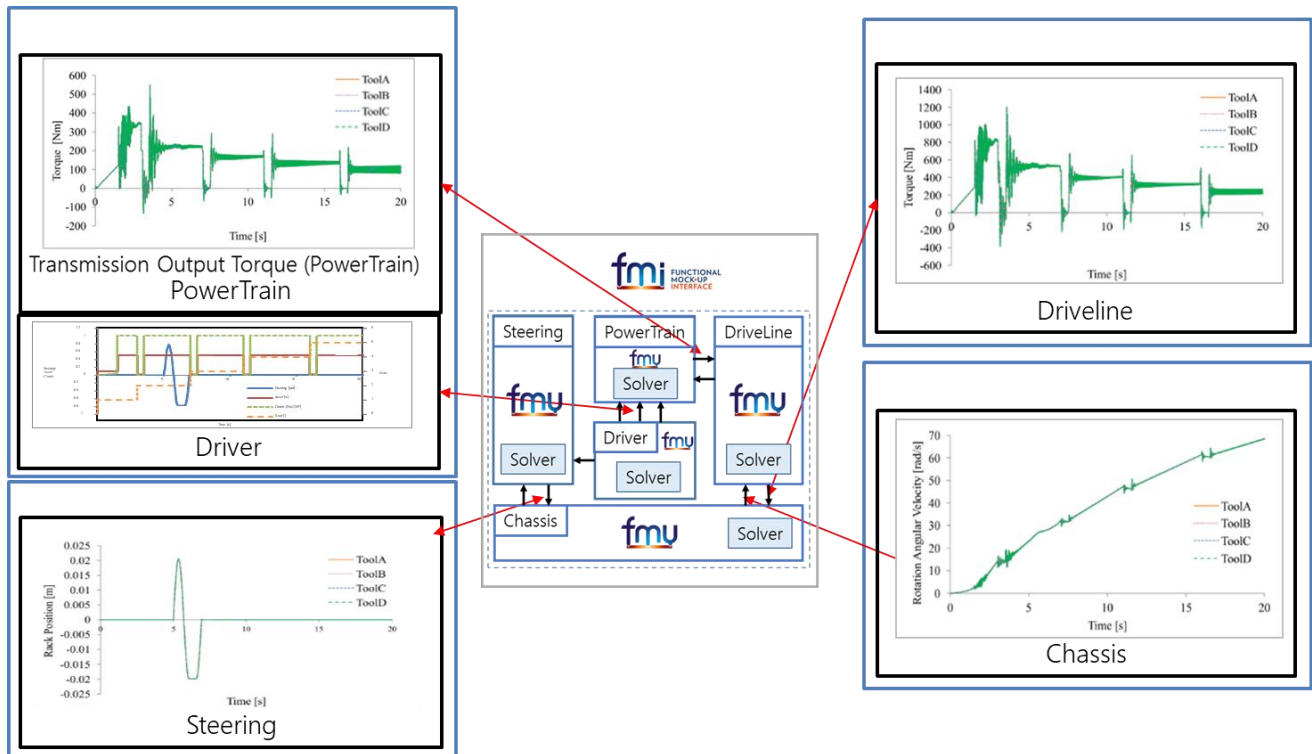 600
500
400
300
200
100
0
-100
-200
Torque [Nm]
0
5
10
15
20
Time [s]
ToolA
ToolB
ToolC
ToolD
Transmission Output Torque (PowerTrain)
PowerTrain
Driver
0.025
0.02
0.015
0.01
0.005
0
-0.005
-0.01
-0.015
-0.02
-0.025
Rack Position [m]
0
5
10
15
20
Time [s]
ToolA
ToolB
ToolC
ToolD
Steering
fmi FUNCTIONAL
MOCK-UP
INTERFACE
Steering
PowerTrain
DriveLine
fmu
Solver
fmu
fmu
Driver
fmu
Solver
Solver
Solver
Chassis
fmu
Solver
1400
1200
1000
800
600
400
200
0
-200
-400
-600
Torque [Nm]
0
5
10
15
20
Time [s]
ToolA
ToolB
ToolC
ToolD
Driveline
70
60
50
40
30
20
10
0
Rotation Angular Velocity [rad/s]
0
5
10
15
20
Time [s]
ToolA
ToolB
ToolC
ToolD
Chassis